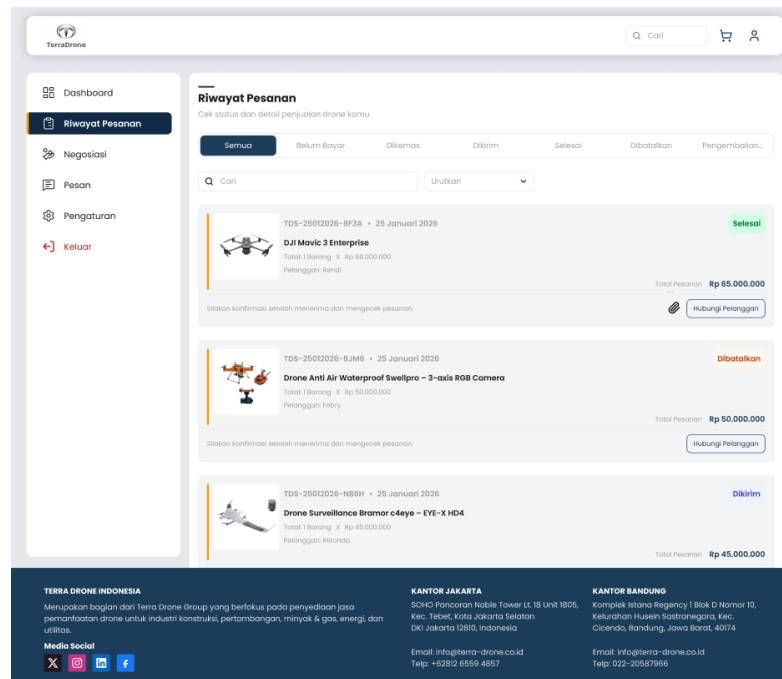 TerraDrone
Cari
Dashboard
Riwayat Pesanan
Negosiasi
Pesan
Pengaturan
Keluar
Riwayat Pesanan
Cek status dan detail penjualan drone kamu
Semua Belum Bayar Dikemas Dikirim Selesai Dibatalkan Pengembalian...
Cari Urutkan
TDS-25012026-BF3A • 25 Januari 2026 Selesai
DJI Mavic 3 Enterprise
Total: 1 Barang X Rp 68.000.000
Pelanggan: Rendi
Total Pesanan Rp 65.000.000
Silakan konfirmasi setelah menerima dan mengecek pesanan. Hubungi Pelanggan
TDS-25012026-BJM6 • 25 Januari 2026 Dibatalkan
Drone Anti Air Waterproof Swellpro – 3-axis RGB Camera
Total: 1 Barang X Rp 50.000.000
Pelanggan: Febry
Total Pesanan Rp 50.000.000
Silakan konfirmasi setelah menerima dan mengecek pesanan. Hubungi Pelanggan
TDS-25012026-NB6H • 25 Januari 2026 Dikirim
Drone Surveillance Bramor c4eye – EYE-X HD4
Total: 1 Barang X Rp 45.000.000
Pelanggan: Miranda
Total Pesanan Rp 45.000.000
TERRA DRONE INDONESIA
Merupakan bagian dari Terra Drone Group yang berfokus pada penyediaan jasa
pemanfaatan drone untuk industri konstruksi, pertambangan, minyak & gas, energi, dan
utilitas.
Media Social
KANTOR JAKARTA
SOHO Pancoran Noble Tower Lt. 18 Unit 1805,
Kec. Tebet, Kota Jakarta Selatan
DKI Jakarta 12810, Indonesia
Email: info@terra-drone.co.id
Telp: +62812 6559 4857
KANTOR BANDUNG
Komplek Istana Regency 1 Blok D Nomor 10,
Kelurahan Husein Sastranegara, Kec.
Cicendo, Bandung, Jawa Barat, 40174
Email: info@terra-drone.co.id
Telp: 022-20587966